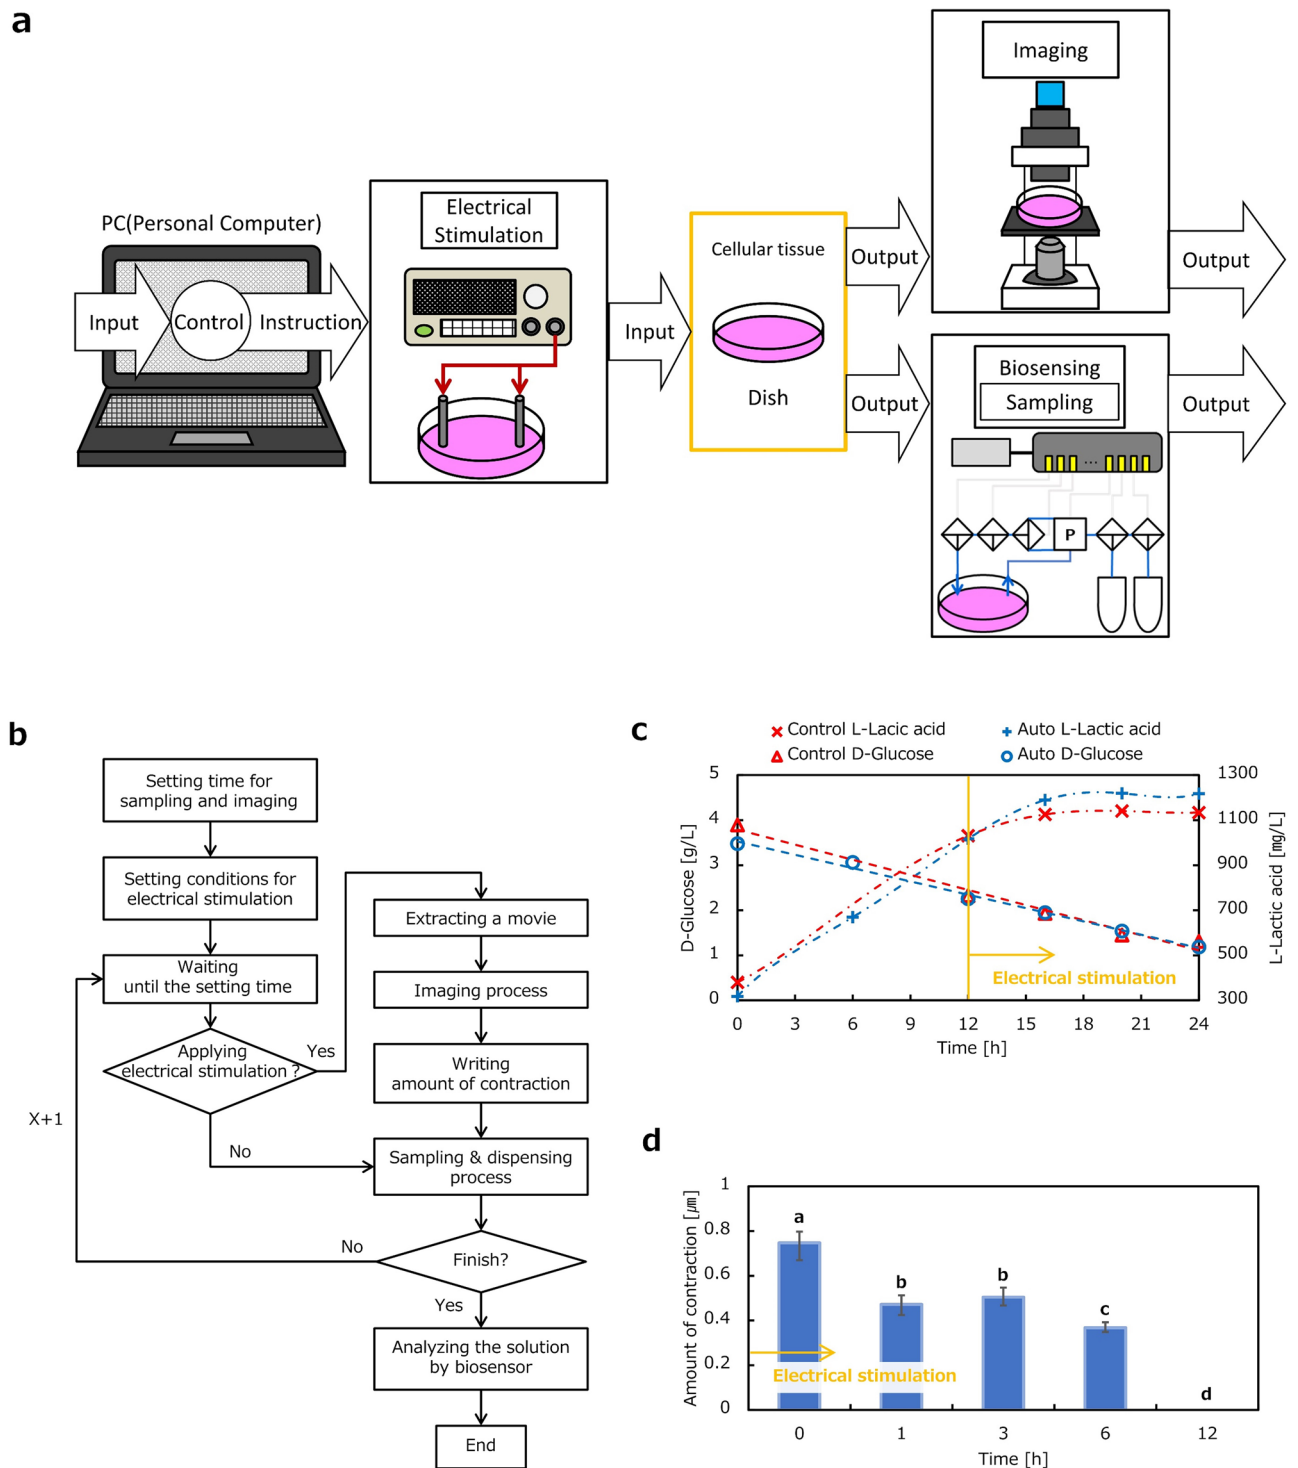 a
PC(Personal Computer)
Input
Control
Instruction
Electrical
Stimulation
Input
Cellular tissue
Dish
Output
Output
Imaging
Biosensing
Sampling
...
P
Output
Output
b
Setting time for
sampling and imaging
Setting conditions for
electrical stimulation
Waiting
until the setting time
Applying
electrical stimulation ?
Yes
No
X+1
Extracting a movie
Imaging process
Writing
amount of contraction
Sampling & dispensing
process
Finish?
No
Yes
Analyzing the solution
by biosensor
End
c
Control L-Lacic acid
Auto L-Lactic acid
Control D-Glucose
Auto D-Glucose
D-Glucose [g/L]
5
4
3
2
1
0
L-Lactic acid [mg/L]
1300
1100
900
700
500
300
Electrical stimulation
0 3 6 9 12 15 18 21 24
Time [h]
d
Amount of contraction [㎛]
1
0.8
0.6
0.4
0.2
0
a
b
b
c
d
Electrical stimulation
0 1 3 6 12
Time [h]